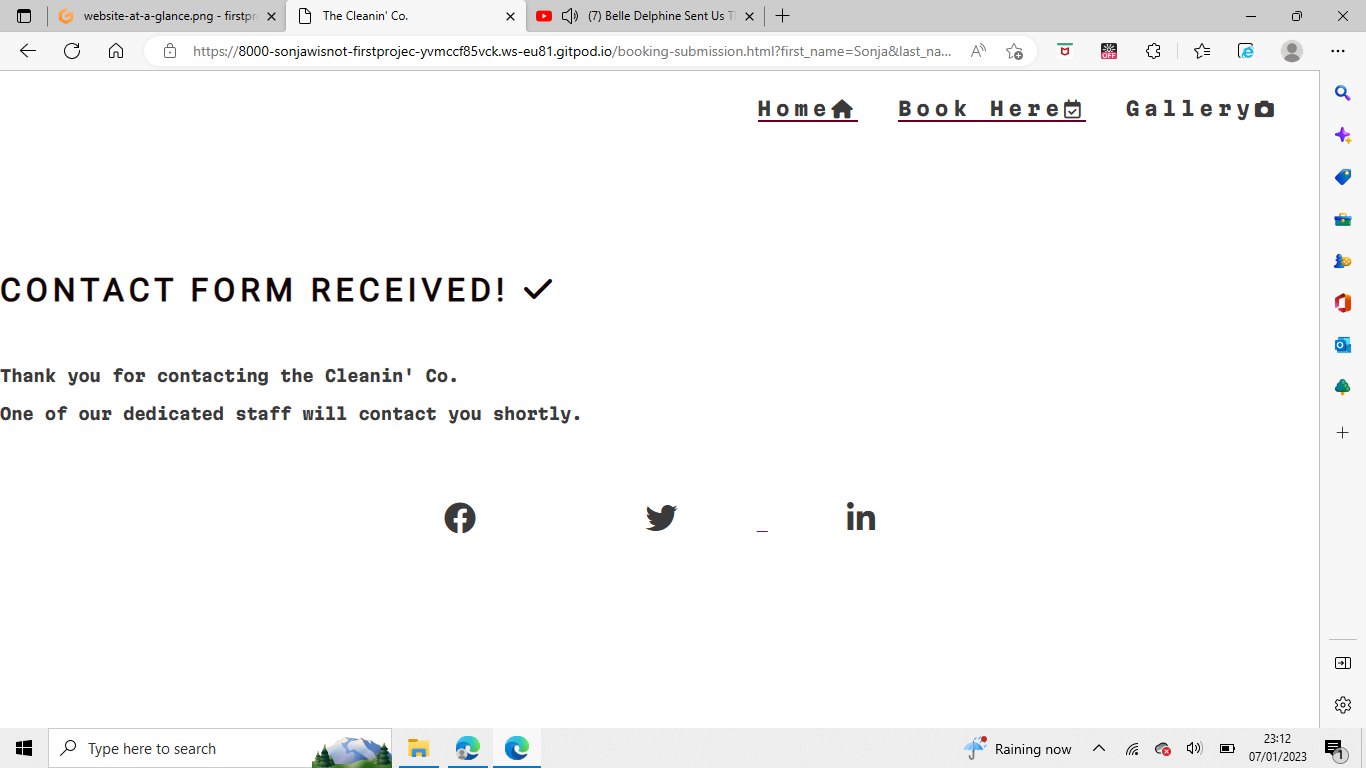 website-at-a-glance.png - firstpr
The Cleanin' Co.
(7) Belle Delphine Sent Us T
https://8000-sonjawisnot-firstprojec-yvmccf85vck.ws-eu81.gitpod.io/booking-submission.html?first_name=Sonja&last_na...
OFF
Home Book Here Gallery
CONTACT FORM RECEIVED!
Thank you for contacting the Cleanin' Co.
One of our dedicated staff will contact you shortly.
Type here to search
Raining now
23:12
07/01/2023
1